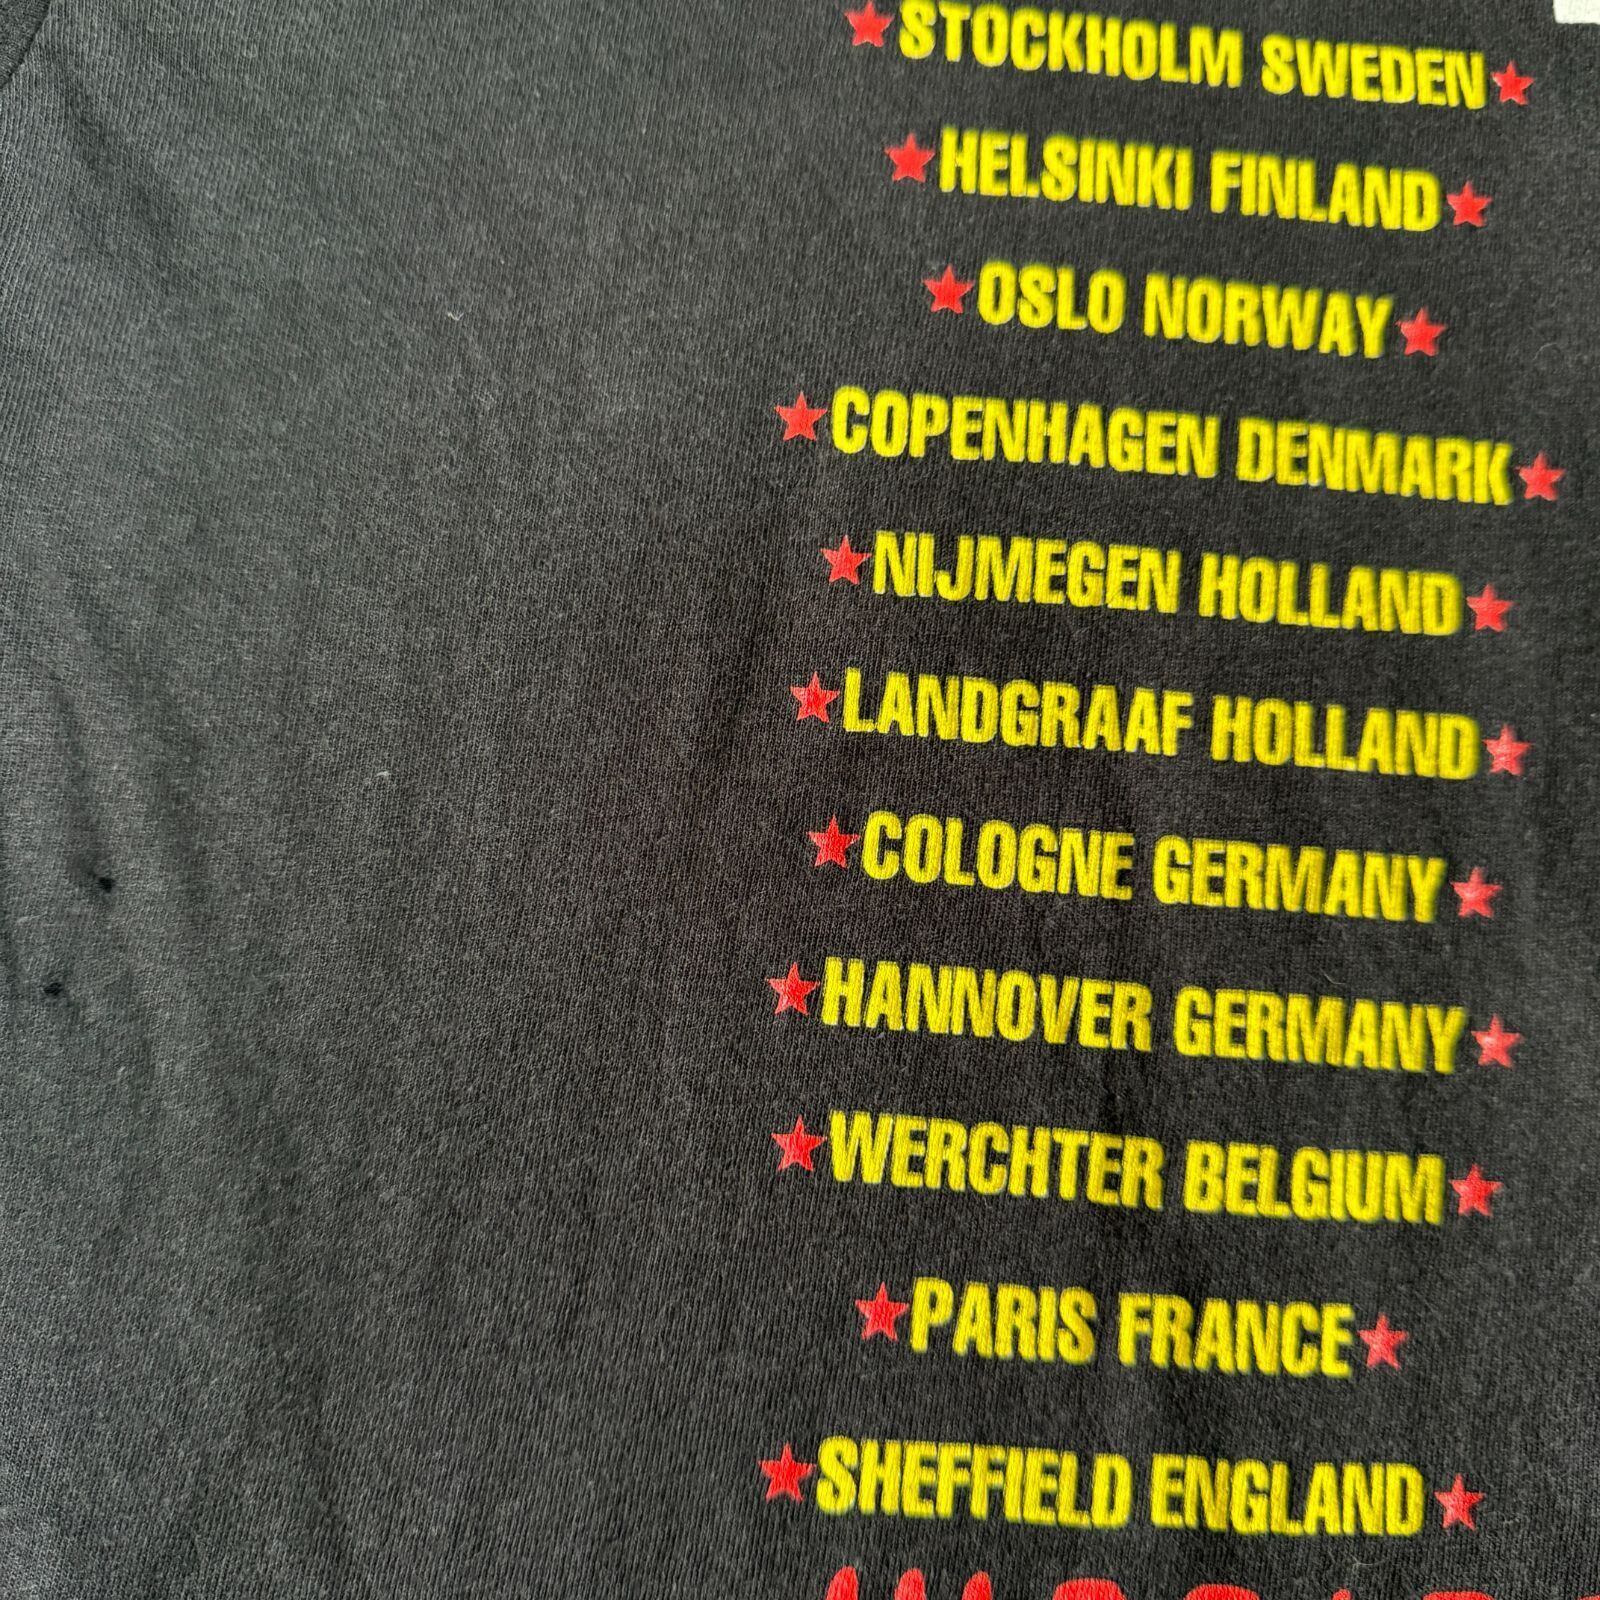 STOCKHOLM SWEDEN
HELSINKI FINLAND
OSLO NORWAY
COPENHAGEN DENMARK
NIJMEGEN HOLLAND
LANDGRAAF HOLLAND
COLOGNE GERMANY
HANNOVER GERMANY
WERCHTER BELGIUM
PARIS FRANCE
SHEFFIELD ENGLAND